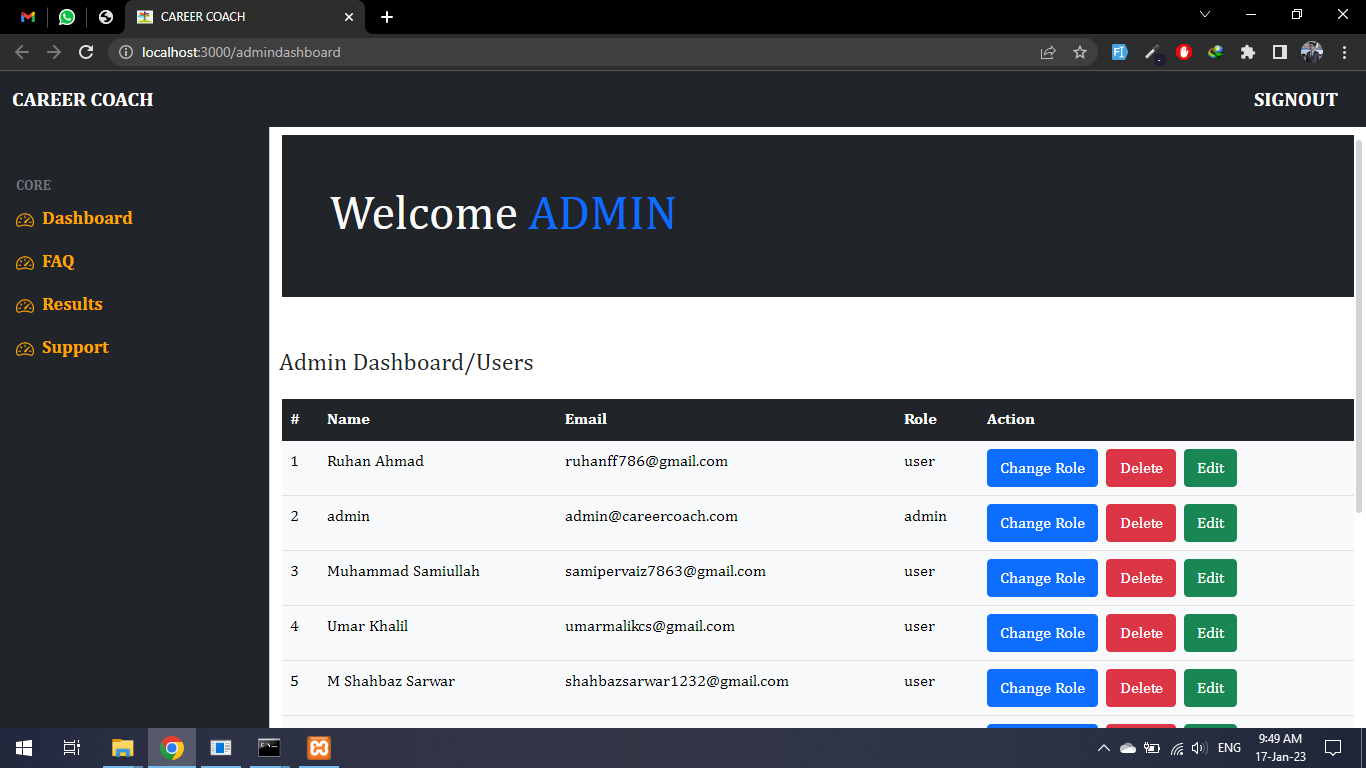 CAREER COACH
localhost:3000/admindashboard
CAREER COACH
SIGNOUT
CORE
Dashboard
FAQ
Results
Support
Welcome ADMIN
Admin Dashboard/Users
# Name Email Role Action
1 Ruhan Ahmad ruhanff786@gmail.com user Change Role Delete Edit
2 admin admin@careercoach.com admin Change Role Delete Edit
3 Muhammad Samiullah samipervaiz7863@gmail.com user Change Role Delete Edit
4 Umar Khalil umarmalikcs@gmail.com user Change Role Delete Edit
5 M Shahbaz Sarwar shahbazsarwar1232@gmail.com user Change Role Delete Edit
ENG
9:49 AM
17-Jan-23